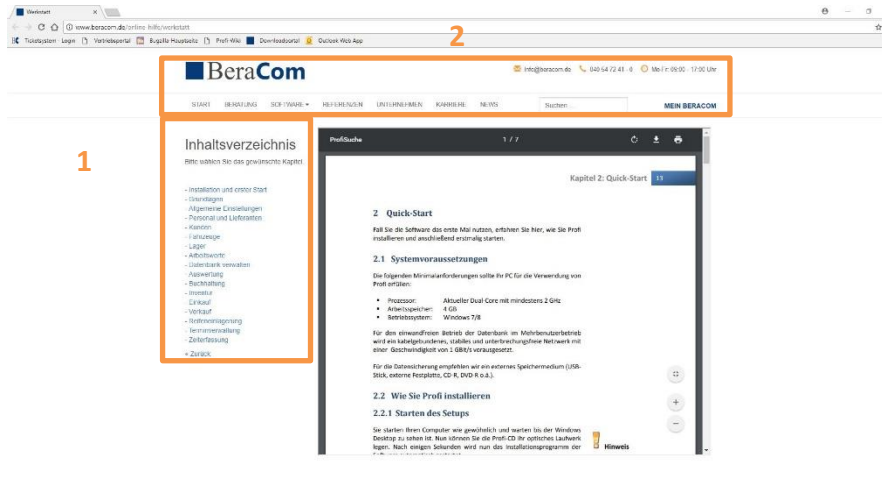 Werkstatt
www.beracom.de/online-hilfe/werkstatt
Ticketsystem - Login Vertriebsportal Bugzilla Hauptseite Profi-Wiki Downloadportal Outlook Web App
2
BeraCom
info@beracom.de 040 64 72 41 - 0 Mo-Fr: 09:00 - 17:00 Uhr
START BERATUNG SOFTWARE REFERENZEN UNTERNEHMEN KARRIERE NEWS Suchen... MEIN BERACOM
1
Inhaltsverzeichnis
Bitte wählen Sie das gewünschte Kapitel.
- Installation und erster Start
- Grundlagen
- Allgemeine Einstellungen
- Personal und Lieferanten
- Kunden
- Fahrzeuge
- Lager
- Arbeitswerte
- Datenbank verwalten
- Auswertung
- Buchhaltung
- Inventur
- Einkauf
- Verkauf
- Reifeneinlagerung
- Terminverwaltung
- Zeiterfassung
« Zurück
ProfiSuche 1 / 7
Kapitel 2: Quick-Start 13
2 Quick-Start
Fall Sie die Software das erste Mal nutzen, erfahren Sie hier, wie Sie Profi
installieren und anschließend erstmalig starten.
2.1 Systemvoraussetzungen
Die folgenden Minimalanforderungen sollte Ihr PC für die Verwendung von
Profi erfüllen:
• Prozessor: Aktueller Dual-Core mit mindestens 2 GHz
• Arbeitsspeicher: 4 GB
• Betriebssystem: Windows 7/8
Für den einwandfreien Betrieb der Datenbank im Mehrbenutzerbetrieb
wird ein kabelgebundenes, stabiles und unterbrechungsfreie Netzwerk mit
einer Geschwindigkeit von 1 GBit/s vorausgesetzt.
Für die Datensicherung empfehlen wir ein externes Speichermedium (USB-
Stick, externe Festplatte, CD-R, DVD-R o.ä.).
2.2 Wie Sie Profi installieren
2.2.1 Starten des Setups
Sie starten Ihren Computer wie gewöhnlich und warten bis der Windows
Desktop zu sehen ist. Nun können Sie die Profi-CD Ihr optisches Laufwerk
legen. Nach einigen Sekunden wird nun das Installationsprogramm der
Hinweis